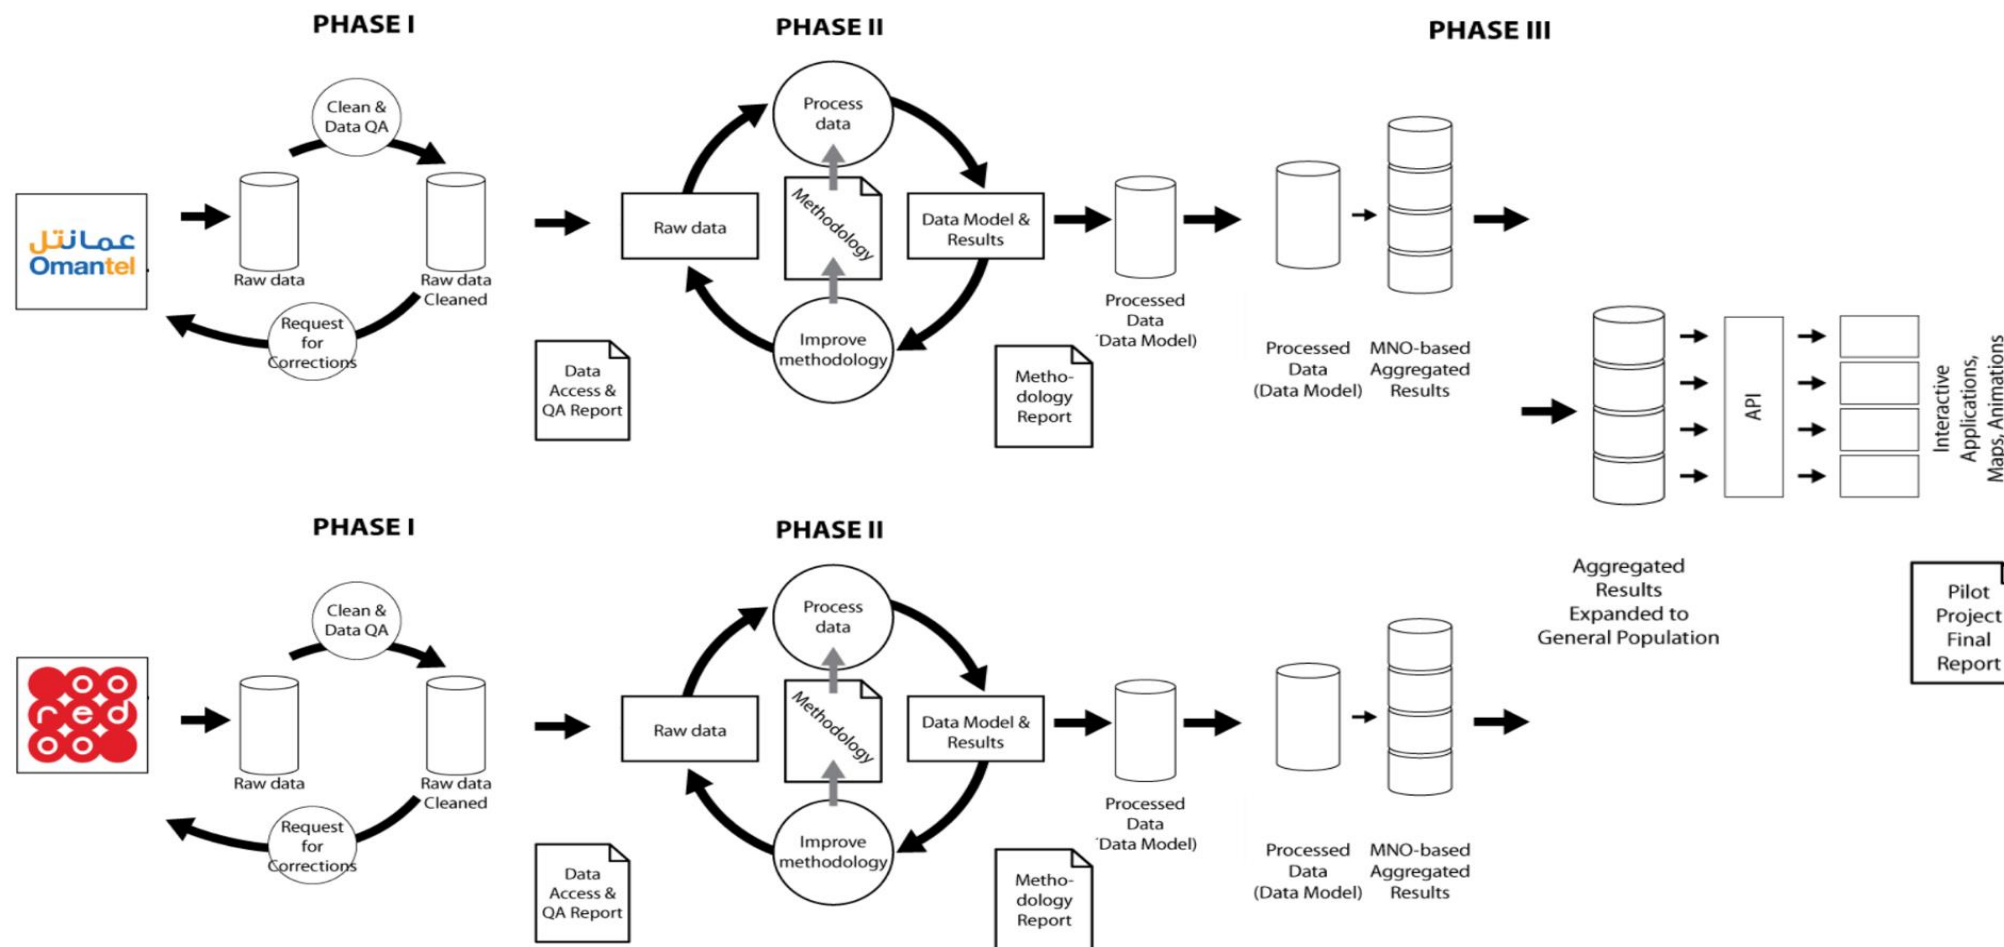 PHASE I
PHASE II
PHASE III
Clean &
Data QA
عمانتل
Omantel
Raw data
Raw data
Cleaned
Request
for
Corrections
Data
Access &
QA Report
Process
data
Raw data
Methodology
Data Model &
Results
Improve
methodology
Metho-
dology
Report
Processed
Data
(Data Model)
Processed
Data
(Data Model)
MNO-based
Aggregated
Results
API
Interactive
Applications,
Maps, Animations
Aggregated
Results
Expanded to
General Population
Pilot
Project
Final
Report
PHASE I
PHASE II
Clean &
Data QA
ooredoo
Raw data
Raw data
Cleaned
Request
for
Corrections
Data
Access &
QA Report
Process
data
Raw data
Methodology
Data Model &
Results
Improve
methodology
Metho-
dology
Report
Processed
Data
(Data Model)
Processed
Data
(Data Model)
MNO-based
Aggregated
Results